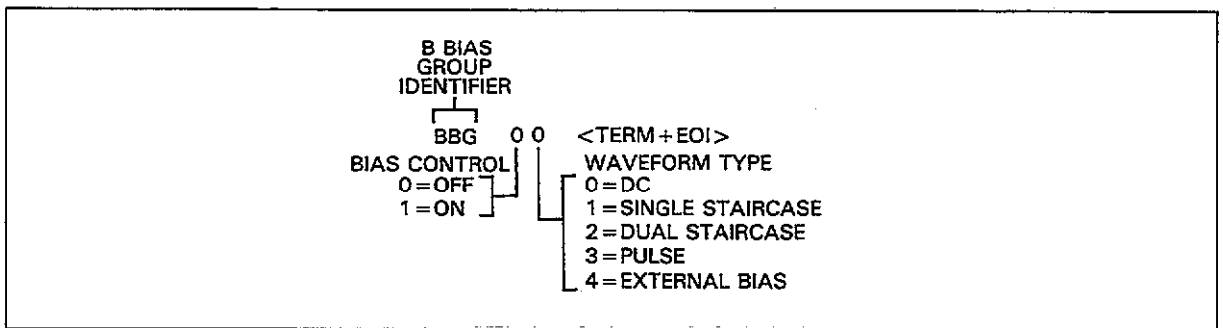 B BIAS
GROUP
IDENTIFIER
BBG 0 0 <TERM+EOI>
BIAS CONTROL
0=OFF
1=ON
WAVEFORM TYPE
0=DC
1=SINGLE STAIRCASE
2=DUAL STAIRCASE
3=PULSE
4=EXTERNAL BIAS